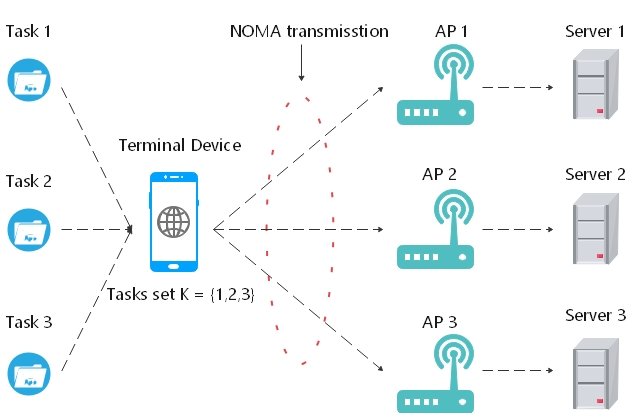 Task 1
NOMA transmisstion
AP 1
Server 1
Terminal Device
Task 2
AP 2
Server 2
Tasks set K = {1,2,3}
Task 3
AP 3
Server 3